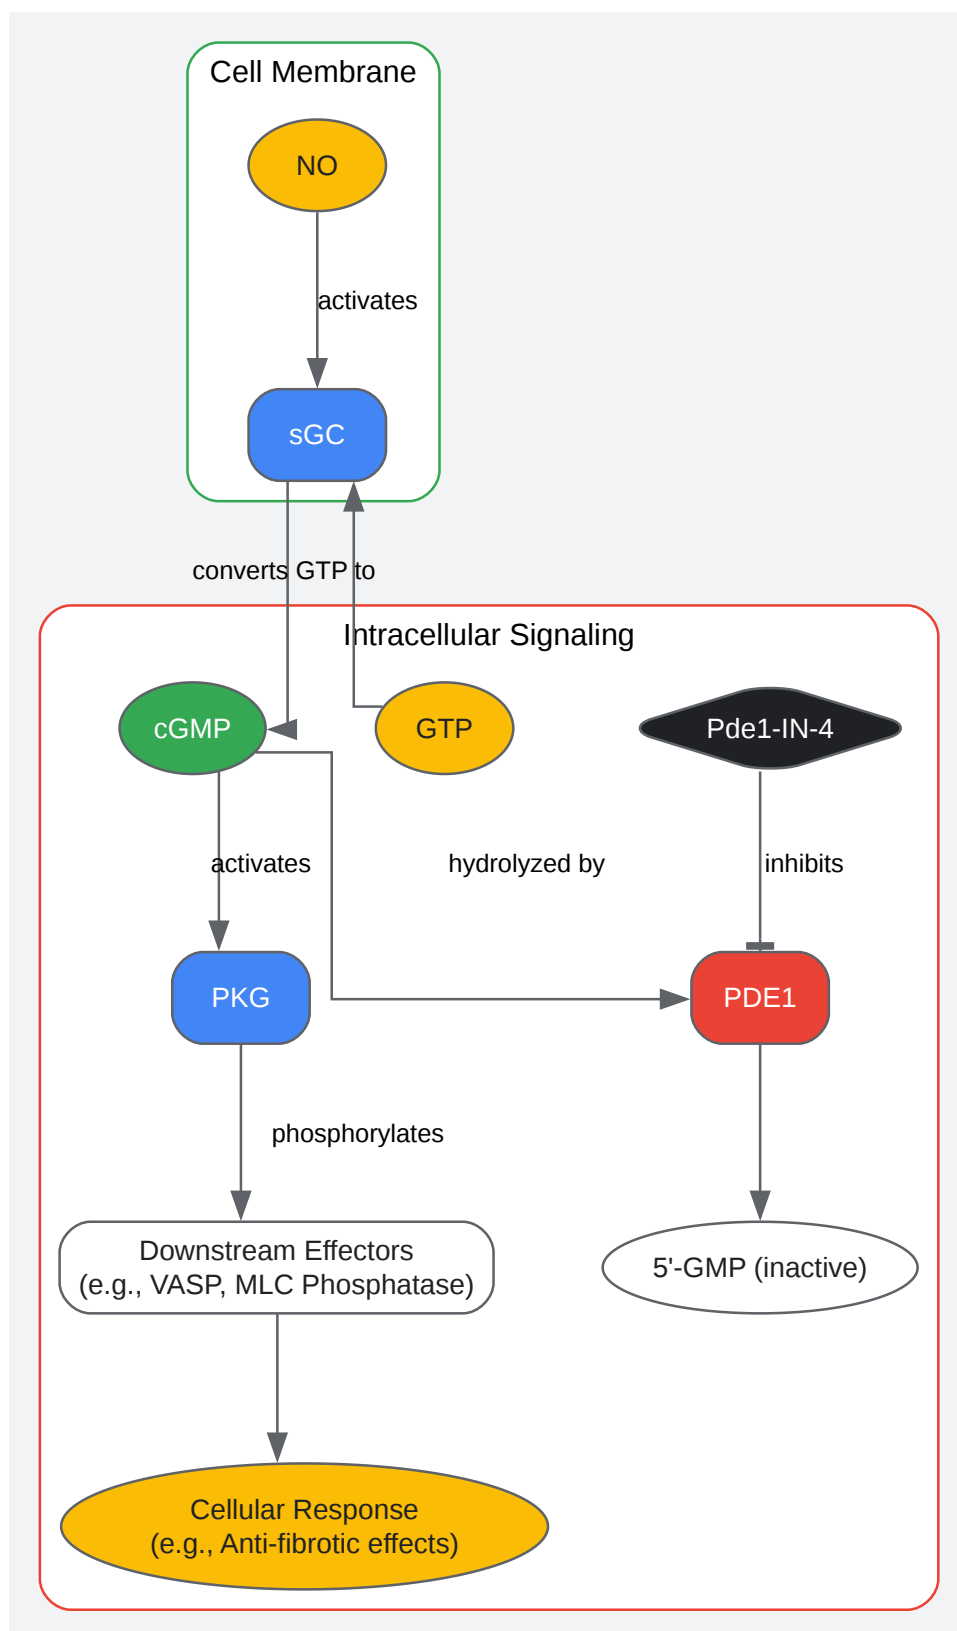 Cell Membrane
NO
activates
sGC
converts GTP to
Intracellular Signaling
cGMP
GTP
Pde1-IN-4
activates
hydrolyzed by
inhibits
PKG
PDE1
phosphorylates
Downstream Effectors
(e.g., VASP, MLC Phosphatase)
5'-GMP (inactive)
Cellular Response
(e.g., Anti-fibrotic effects)